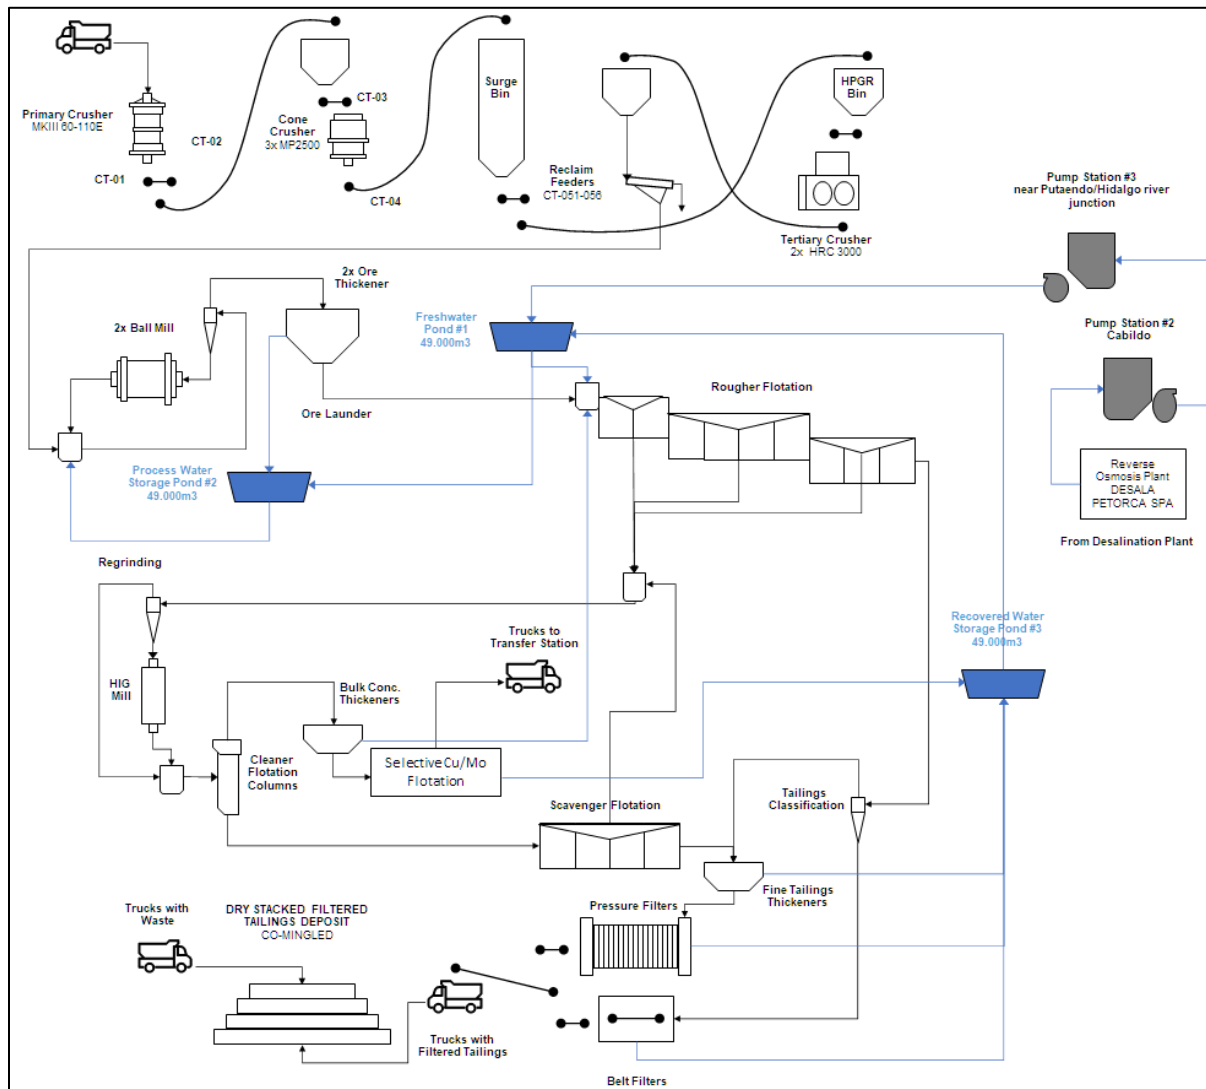 Primary Crusher
MKIII 60-110E
CT-01
CT-02
Cone
Crusher
3x MP2500
CT-03
CT-04
Surge
Bin
Reclaim
Feeders
CT-051-056
HPGR
Bin
Tertiary Crusher
2x HRC 3000
Pump Station #3
near Putaendo/Hidalgo river
junction
2x Ore
Thickener
2x Ball Mill
Ore Launder
Freshwater
Pond #1
49.000m3
Rougher Flotation
Pump Station #2
Cabildo
Reverse
Osmosis Plant
DESALA
PETORCA SPA
From Desalination Plant
Process Water
Storage Pond #2
49.000m3
Regrinding
HIG
Mill
Trucks to
Transfer Station
Bulk Conc.
Thickeners
Cleaner
Flotation
Columns
Selective Cu/Mo
Flotation
Recovered Water
Storage Pond #3
49.000m3
Scavenger Flotation
Tailings
Classification
Fine Tailings
Thickeners
Pressure Filters
Trucks with
Waste
DRY STACKED FILTERED
TAILINGS DEPOSIT
CO-MINGLED
Trucks with
Filtered Tailings
Belt Filters